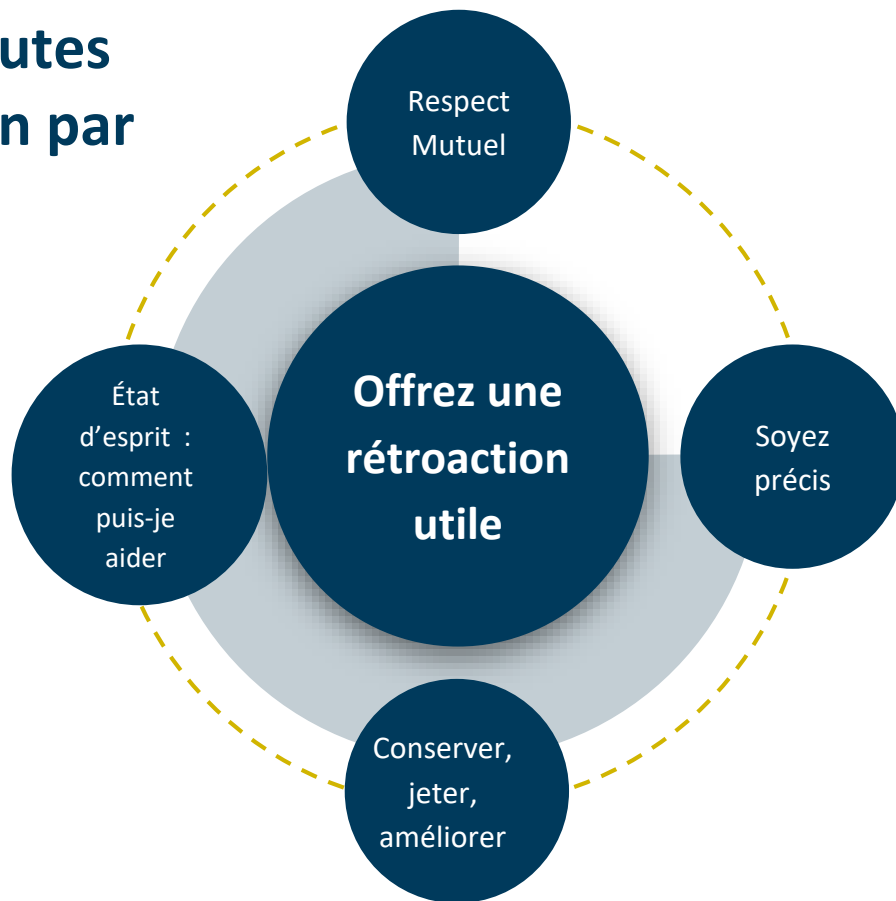 utes
n par
Respect
Mutuel
État
d'esprit :
comment
puis-je
aider
Offrez une
rétroaction
utile
Soyez
précis
Conserver,
jeter,
améliorer